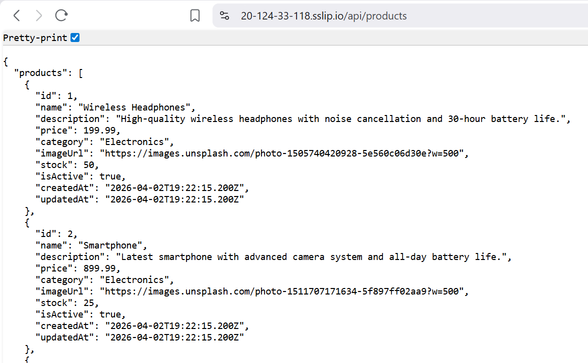 20-124-33-118.sslip.io/api/products
Pretty-print
{
  "products": [
    {
      "id": 1,
      "name": "Wireless Headphones",
      "description": "High-quality wireless headphones with noise cancellation and 30-hour battery life.",
      "price": 199.99,
      "category": "Electronics",
      "imageUrl": "https://images.unsplash.com/photo-1505740420928-5e560c06d30e?w=500",
      "stock": 50,
      "isActive": true,
      "createdAt": "2026-04-02T19:22:15.200Z",
      "updatedAt": "2026-04-02T19:22:15.200Z"
    },
    {
      "id": 2,
      "name": "Smartphone",
      "description": "Latest smartphone with advanced camera system and all-day battery life.",
      "price": 899.99,
      "category": "Electronics",
      "imageUrl": "https://images.unsplash.com/photo-1511707171634-5f897ff02aa9?w=500",
      "stock": 25,
      "isActive": true,
      "createdAt": "2026-04-02T19:22:15.200Z",
      "updatedAt": "2026-04-02T19:22:15.200Z"
    },
    {